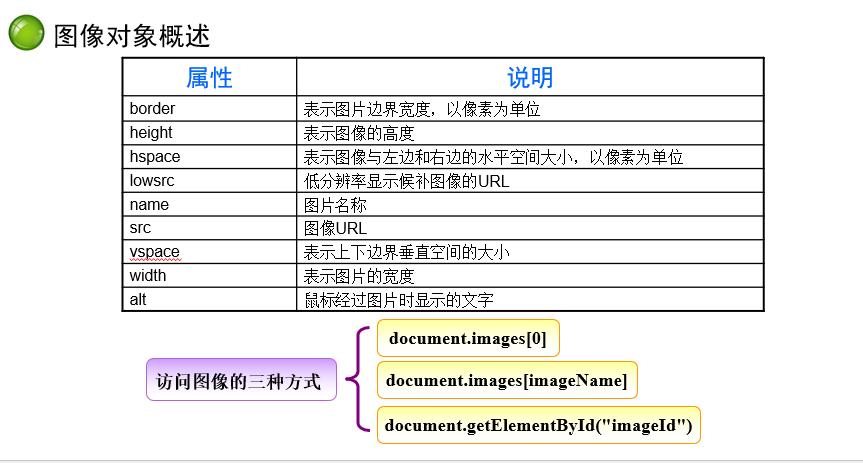 图像对象概述
属性 说明
border 表示图片边界宽度，以像素为单位
height 表示图像的高度
hspace 表示图像与左边和右边的水平空间大小，以像素为单位
lowsrc 低分辨率显示候补图像的URL
name 图片名称
src 图像URL
vspace 表示上下边界垂直空间的大小
width 表示图片的宽度
alt 鼠标经过图片时显示的文字
document.images[0]
访问图像的三种方式
document.images[imageName]
document.getElementById("imageId")